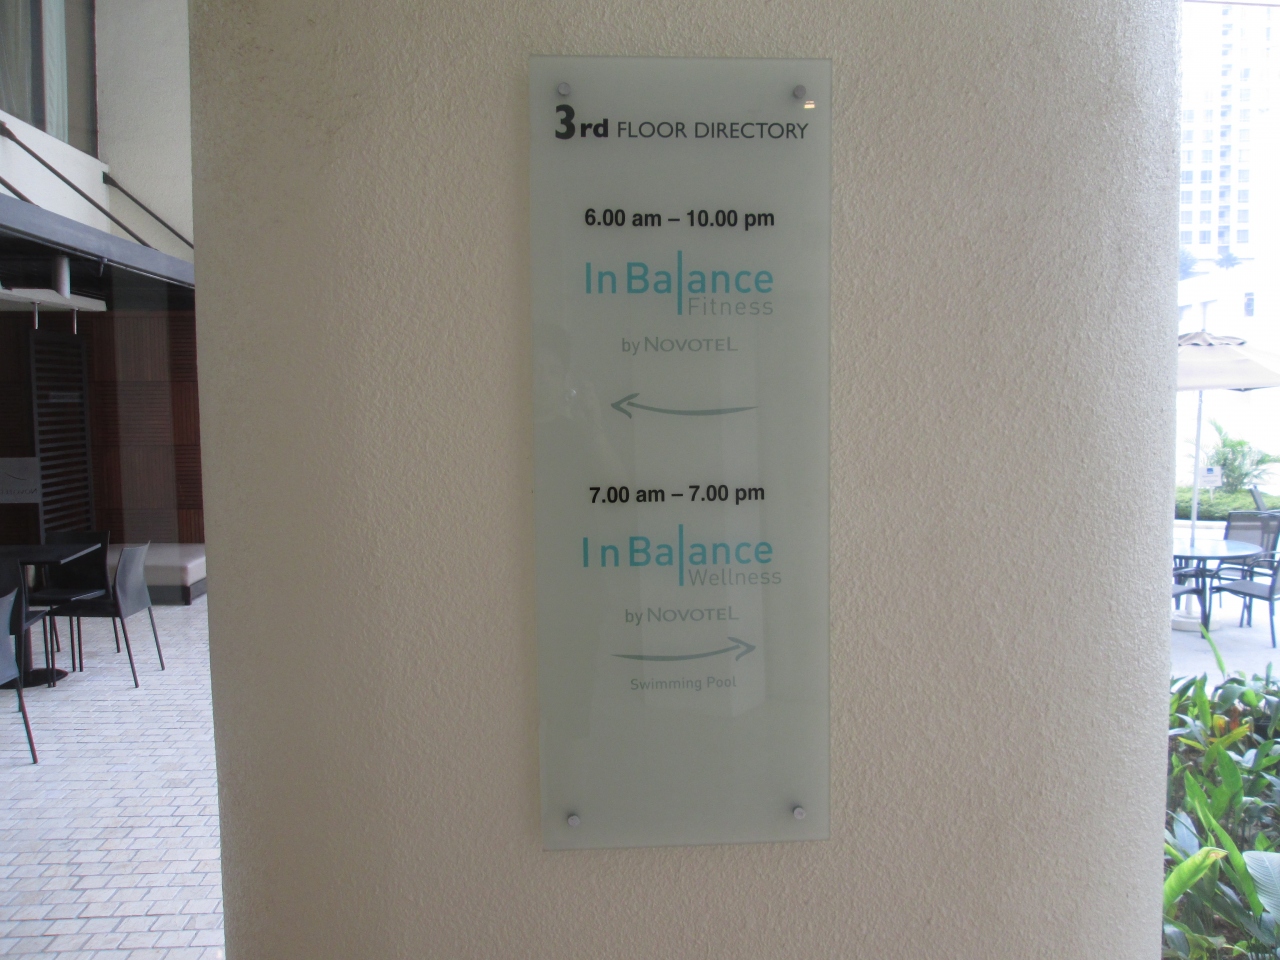 3rd FLOOR DIRECTORY
6.00 am – 10.00 pm
In Balance
Fitness
by NOVOTEL
7.00 am – 7.00 pm
In Balance
Wellness
by NOVOTEL
Swimming Pool